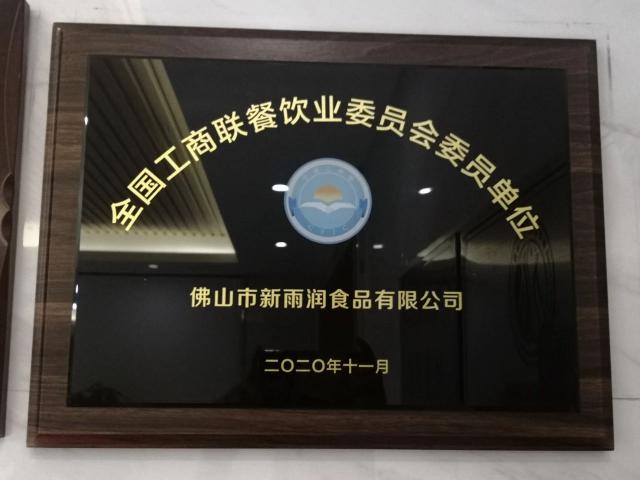 全国工商联餐饮业委员会委员单位
佛山市新雨润食品有限公司
二〇二〇年十一月